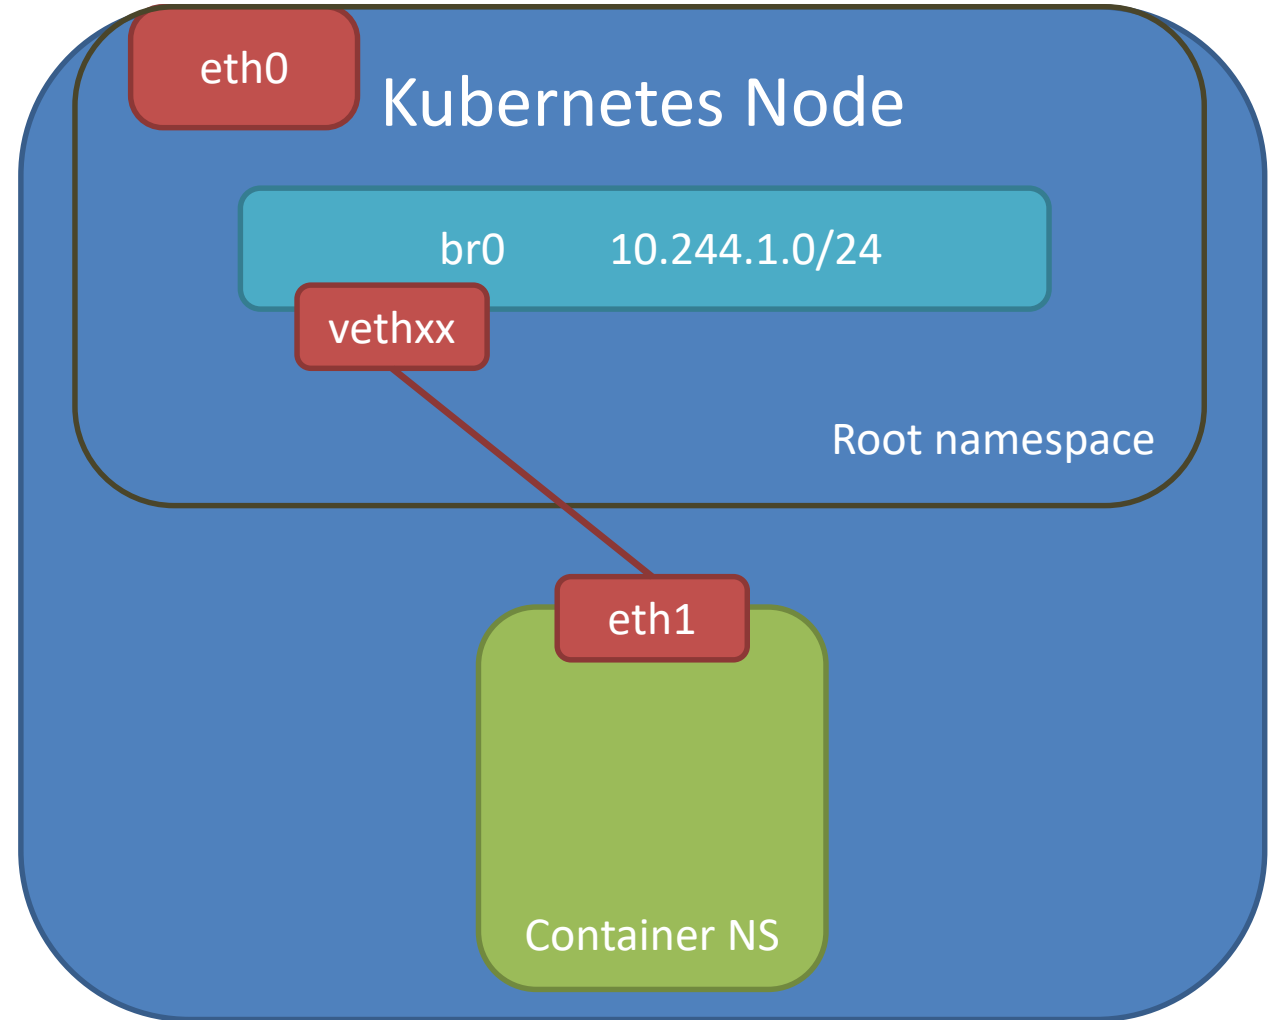 eth0
Kubernetes Node
br0 10.244.1.0/24
vethxx
Root namespace
eth1
Container NS